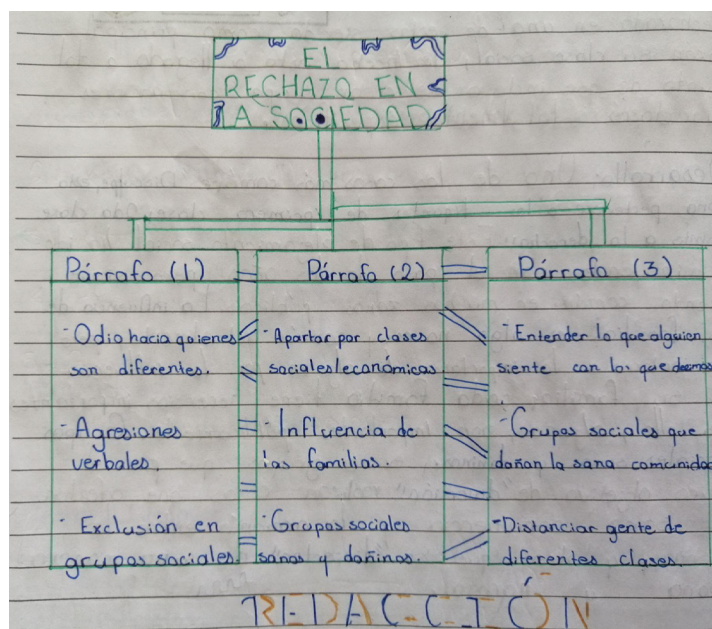 EL
RECHAZO EN
LA SOCIEDAD
Párrafo (1)
- Odio hacia quienes
son diferentes.
- Agresiones
verbales.
- Exclusión en
grupos sociales.
Párrafo (2)
- Apartar por clases
sociales/económicas
- Influencia de
las familias.
- Grupos sociales
sanos y dañinos.
Párrafo (3)
- Entender lo que alguien
siente con lo que decimos
- Grupos sociales que
dañan la sana comunidad
- Distanciar gente de
diferentes clases.
REDACCIÓN